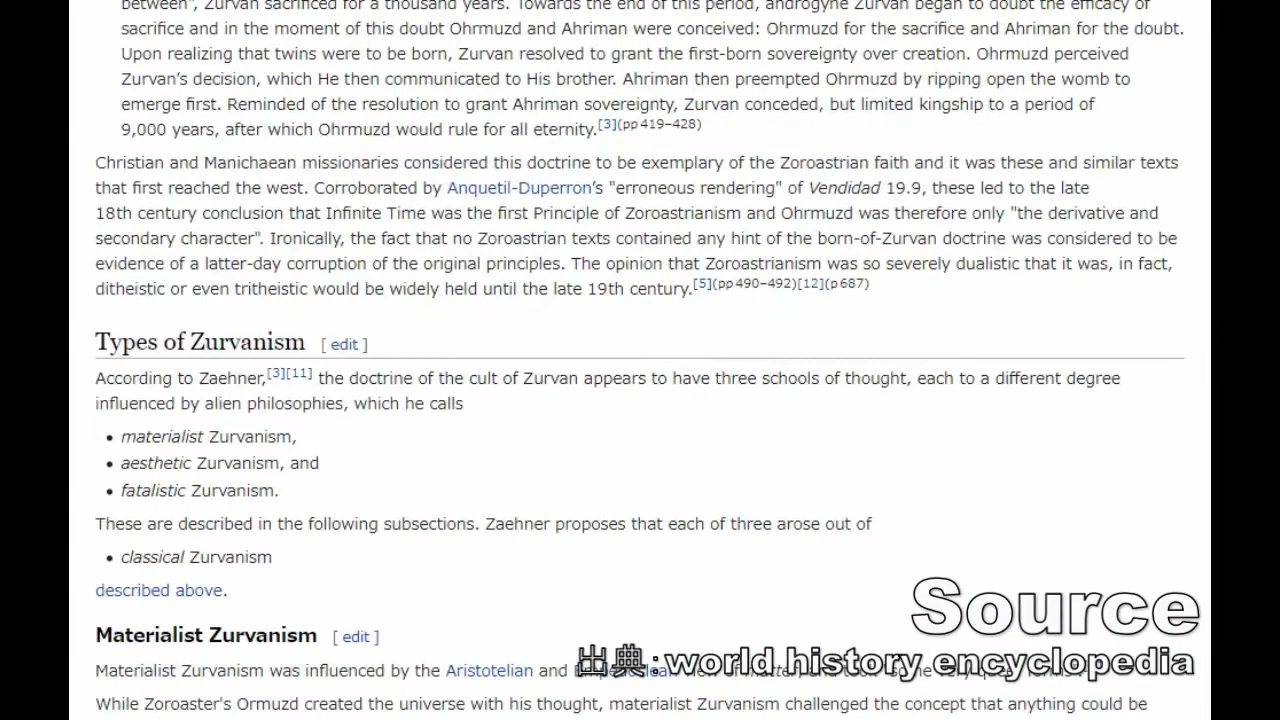 between", Zurvan sacrificed for a thousand years. Towards the end of this period, androgyne Zurvan began to doubt the efficacy of
sacrifice and in the moment of this doubt Ohrmuzd and Ahriman were conceived: Ohrmuzd for the sacrifice and Ahriman for the doubt.
Upon realizing that twins were to be born, Zurvan resolved to grant the first-born sovereignty over creation. Ohrmuzd perceived
Zurvan's decision, which He then communicated to His brother. Ahriman then preempted Ohrmuzd by ripping open the womb to
emerge first. Reminded of the resolution to grant Ahriman sovereignty, Zurvan conceded, but limited kingship to a period of
9,000 years, after which Ohrmuzd would rule for all eternity.[3](pp 419–428)
Christian and Manichaean missionaries considered this doctrine to be exemplary of the Zoroastrian faith and it was these and similar texts
that first reached the west. Corroborated by Anquetil-Duperron's "erroneous rendering" of Vendidad 19.9, these led to the late
18th century conclusion that Infinite Time was the first Principle of Zoroastrianism and Ohrmuzd was therefore only "the derivative and
secondary character". Ironically, the fact that no Zoroastrian texts contained any hint of the born-of-Zurvan doctrine was considered to be
evidence of a latter-day corruption of the original principles. The opinion that Zoroastrianism was so severely dualistic that it was, in fact,
ditheistic or even tritheistic would be widely held until the late 19th century.[5](pp 490–492)[12](p 687)
Types of Zurvanism [ edit ]
According to Zaehner,[3][11] the doctrine of the cult of Zurvan appears to have three schools of thought, each to a different degree
influenced by alien philosophies, which he calls
• materialist Zurvanism,
• aesthetic Zurvanism, and
• fatalistic Zurvanism.
These are described in the following subsections. Zaehner proposes that each of three arose out of
• classical Zurvanism
described above.
Source
Materialist Zurvanism [ edit ]
出典:world history encyclopedia
Materialist Zurvanism was influenced by the Aristotelian and
While Zoroaster's Ormuzd created the universe with his thought, materialist Zurvanism challenged the concept that anything could be